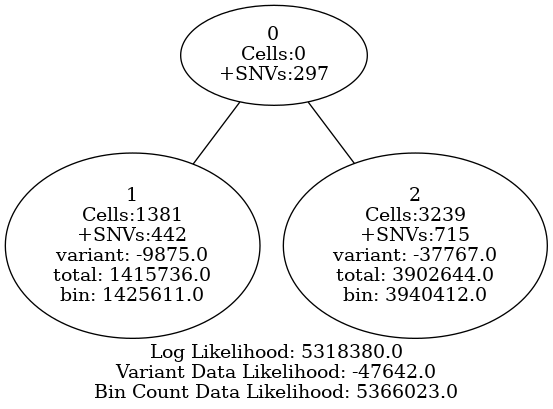 0
Cells:0
+SNVs:297
1
Cells:1381
+SNVs:442
variant: -9875.0
total: 1415736.0
bin: 1425611.0
2
Cells:3239
+SNVs:715
variant: -37767.0
total: 3902644.0
bin: 3940412.0
Log Likelihood: 5318380.0
Variant Data Likelihood: -47642.0
Bin Count Data Likelihood: 5366023.0